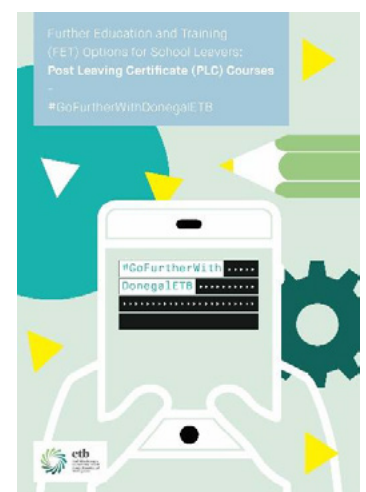 Further Education and Training
(FET) Options for School Leavers:
Post Leaving Certificate (PLC) Courses
-
#GoFurtherWithDonegalETB
#GoFurtherWith
DonegalETB
etb